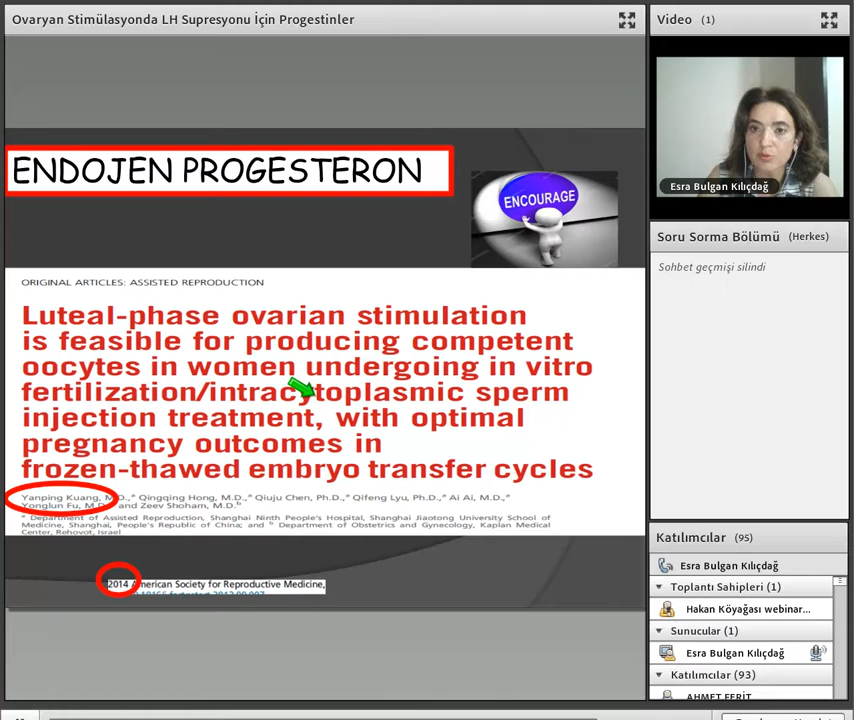 Ovaryan Stimülasyonda LH Supresyonu İçin Progestinler
ENDOJEN PROGESTERON
ENCOURAGE
ORIGINAL ARTICLES: ASSISTED REPRODUCTION
Luteal-phase ovarian stimulation
is feasible for producing competent
oocytes in women undergoing in vitro
fertilization/intracytoplasmic sperm
injection treatment, with optimal
pregnancy outcomes in
frozen-thawed embryo transfer cycles
Yanping Kuang, M.D.,ᵃ Qingqing Hong, M.D.,ᵃ Qiuju Chen, Ph.D.,ᵃ Qifeng Lyu, Ph.D.,ᵃ Ai Ai, M.D.,ᵃ
Yonglun Fu, M.D., and Zeev Shoham, M.D.ᵇ
ᵃ Department of Assisted Reproduction, Shanghai Ninth People's Hospital, Shanghai Jiaotong University School of
Medicine, Shanghai, People's Republic of China; and ᵇ Department of Obstetrics and Gynecology, Kaplan Medical
Center, Rehovot, Israel
2014 American Society for Reproductive Medicine,
Video (1)
Esra Bulgan Kılıçdağ
Soru Sorma Bölümü (Herkes)
Sohbet geçmişi silindi
Katılımcılar (95)
Esra Bulgan Kılıçdağ
Toplantı Sahipleri (1)
Hakan Köyağası webinar...
Sunucular (1)
Esra Bulgan Kılıçdağ
Katılımcılar (93)
AHMET FERİT